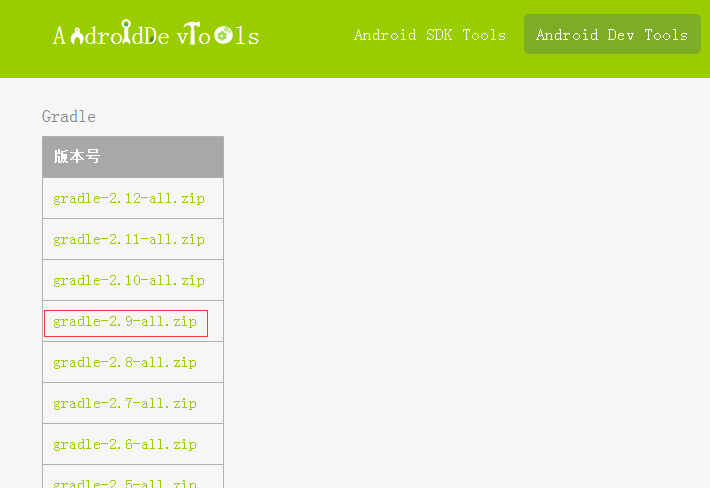 AndroidDevTools
Android SDK Tools
Android Dev Tools
Gradle
版本号
gradle-2.12-all.zip
gradle-2.11-all.zip
gradle-2.10-all.zip
gradle-2.9-all.zip
gradle-2.8-all.zip
gradle-2.7-all.zip
gradle-2.6-all.zip
gradle-2.5-all.zip